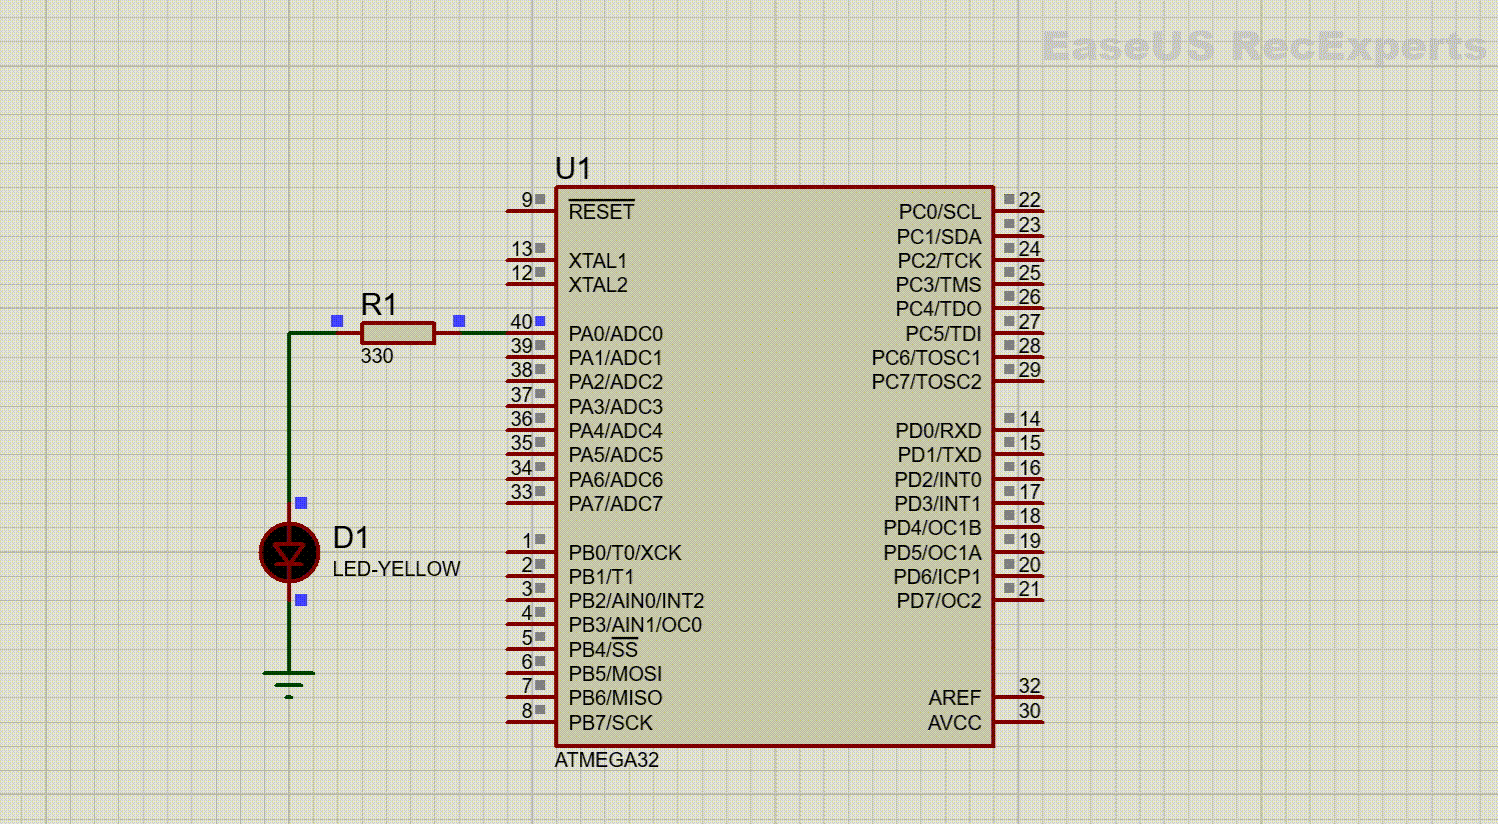 EaseUS RecExperts
U1
9 RESET
13 XTAL1
12 XTAL2
40 PA0/ADC0
39 PA1/ADC1
38 PA2/ADC2
37 PA3/ADC3
36 PA4/ADC4
35 PA5/ADC5
34 PA6/ADC6
33 PA7/ADC7
1 PB0/T0/XCK
2 PB1/T1
3 PB2/AIN0/INT2
4 PB3/AIN1/OC0
5 PB4/SS
6 PB5/MOSI
7 PB6/MISO
8 PB7/SCK
PC0/SCL 22
PC1/SDA 23
PC2/TCK 24
PC3/TMS 25
PC4/TDO 26
PC5/TDI 27
PC6/TOSC1 28
PC7/TOSC2 29
PD0/RXD 14
PD1/TXD 15
PD2/INT0 16
PD3/INT1 17
PD4/OC1B 18
PD5/OC1A 19
PD6/ICP1 20
PD7/OC2 21
AREF 32
AVCC 30
ATMEGA32
R1
330
D1
LED-YELLOW